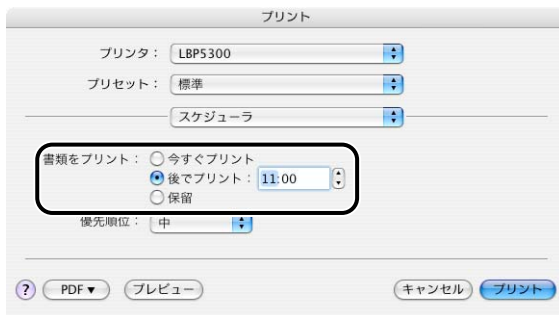 プリント
プリンタ： LBP5300
プリセット： 標準
スケジューラ
書類をプリント： 今すぐプリント
後でプリント： 11:00
保留
優先順位： 中
? PDF▼ プレビュー キャンセル プリント